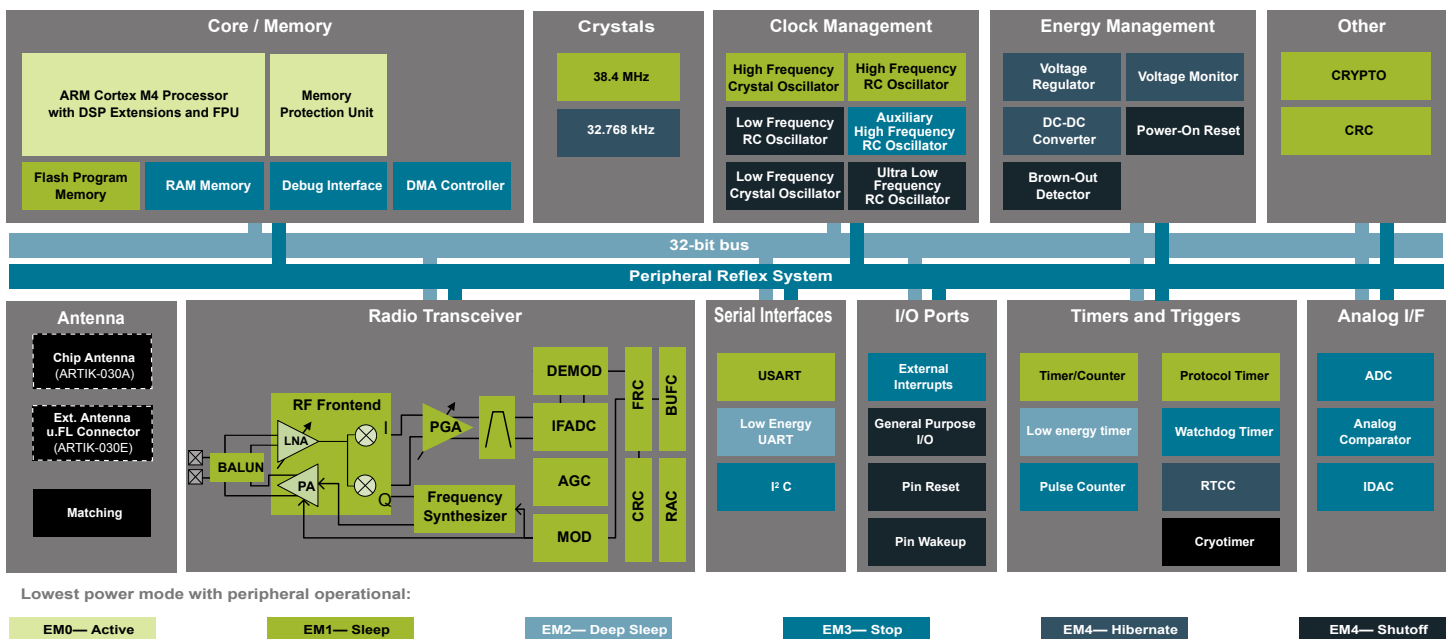 Core / Memory
ARM Cortex M4 Processor
with DSP Extensions and FPU
Memory
Protection Unit
Flash Program
Memory
RAM Memory
Debug Interface
DMA Controller
Crystals
38.4 MHz
32.768 kHz
Clock Management
High Frequency
Crystal Oscillator
High Frequency
RC Oscillator
Low Frequency
RC Oscillator
Auxiliary
High Frequency
RC Oscillator
Low Frequency
Crystal Oscillator
Ultra Low
Frequency
RC Oscillator
Energy Management
Voltage
Regulator
Voltage Monitor
DC-DC
Converter
Power-On Reset
Brown-Out
Detector
Other
CRYPTO
CRC
32-bit bus
Peripheral Reflex System
Antenna
Chip Antenna
(ARTIK-030A)
Ext. Antenna
u.FL Connector
(ARTIK-030E)
Matching
Radio Transceiver
BALUN
RF Frontend
LNA
PA
I
Q
PGA
Frequency
Synthesizer
DEMOD
IFADC
AGC
MOD
FRC
BUFC
CRC
RAC
Serial Interfaces
USART
Low Energy
UART
I² C
I/O Ports
External
Interrupts
General Purpose
I/O
Pin Reset
Pin Wakeup
Timers and Triggers
Timer/Counter
Protocol Timer
Low energy timer
Watchdog Timer
Pulse Counter
RTCC
Cryotimer
Analog I/F
ADC
Analog
Comparator
IDAC
Lowest power mode with peripheral operational:
EM0— Active
EM1— Sleep
EM2— Deep Sleep
EM3— Stop
EM4— Hibernate
EM4— Shutoff